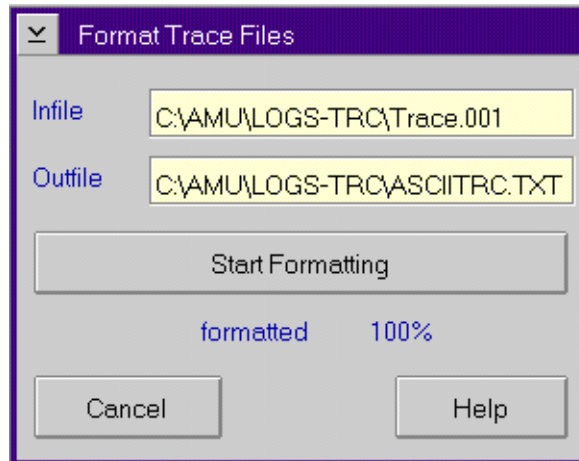 Format Trace Files
Infile C:\AMU\LOGS-TRC\Trace.001
Outfile C:\AMU\LOGS-TRC\ASCIITRC.TXT
Start Formatting
formatted 100%
Cancel Help